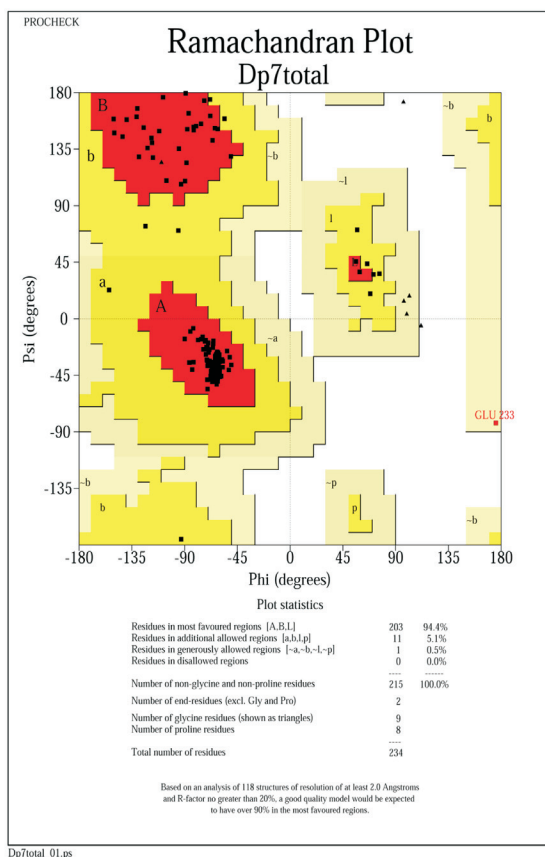 PROCHECK
Ramachandran Plot
Dp7total
180
135
90
45
0
-45
-90
-135
Psi (degrees)
B
b
~b
~b
b
~l
l
a
A
~a
GLU 233
~b
b
~p
p
~b
-180
-135
-90
-45
0
45
90
135
180
Phi (degrees)
Plot statistics
Residues in most favoured regions [A,B,L] 203 94.4%
Residues in additional allowed regions [a,b,l,p] 11 5.1%
Residues in generously allowed regions [~a,~b,~l,~p] 1 0.5%
Residues in disallowed regions 0 0.0%
---- ------
Number of non-glycine and non-proline residues 215 100.0%
Number of end-residues (excl. Gly and Pro) 2
Number of glycine residues (shown as triangles) 9
Number of proline residues 8
----
Total number of residues 234
Based on an analysis of 118 structures of resolution of at least 2.0 Angstroms
and R-factor no greater than 20%, a good quality model would be expected
to have over 90% in the most favoured regions.
Dp7total_01.ps